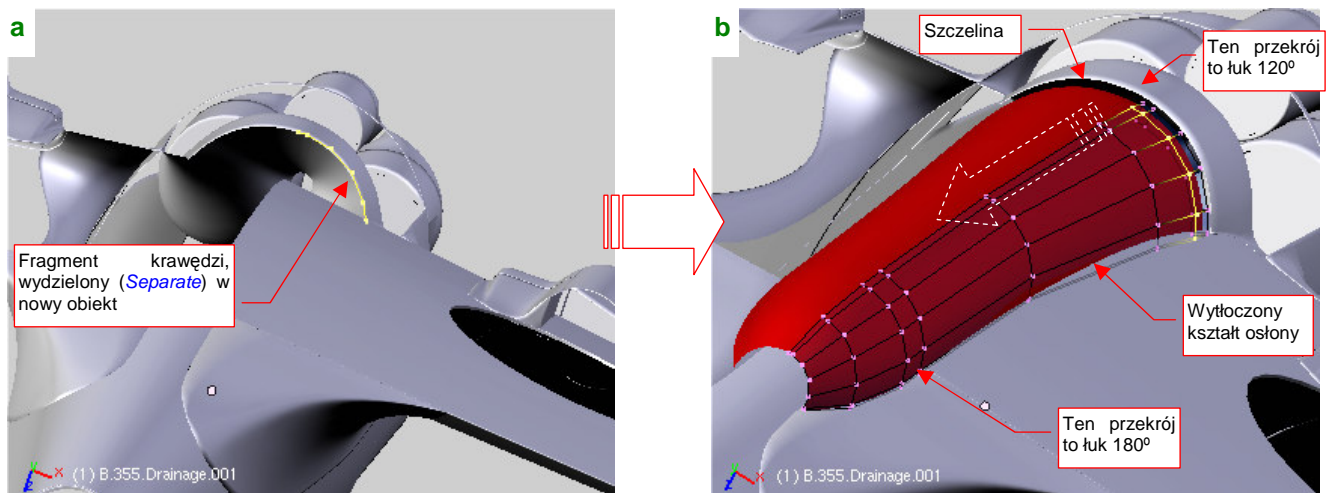 a
Fragment krawędzi,
wydzielony (Separate) w
nowy obiekt
(1) B.355.Drainage.001
b
Szczelina
Ten przekrój
to łuk 120º
Wytłoczony
kształt osłony
Ten przekrój
to łuk 180º
(1) B.355.Drainage.001